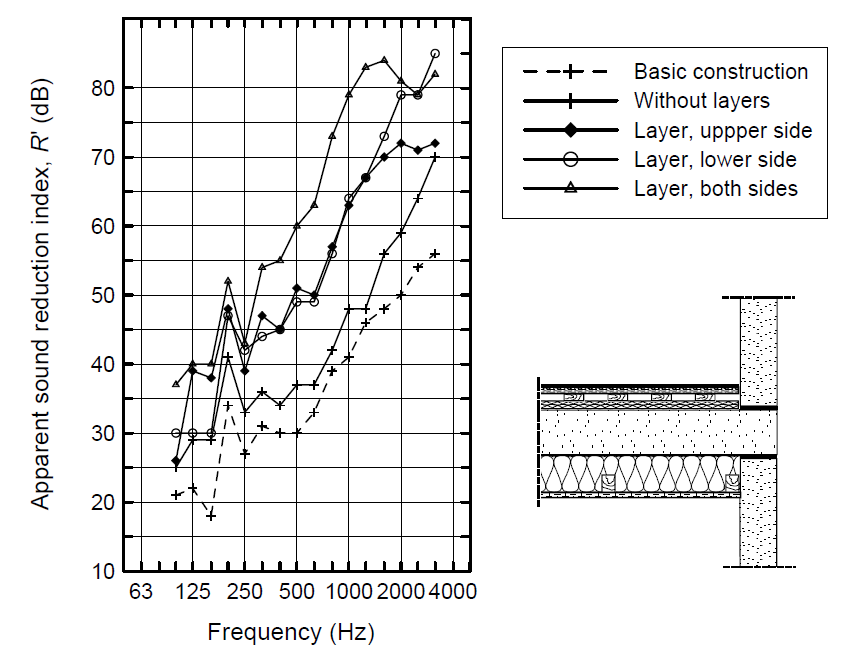 Apparent sound reduction index, R' (dB)
80
70
60
50
40
30
20
10
63 125 250 500 1000 2000 4000
Frequency (Hz)
Basic construction
Without layers
Layer, uppper side
Layer, lower side
Layer, both sides